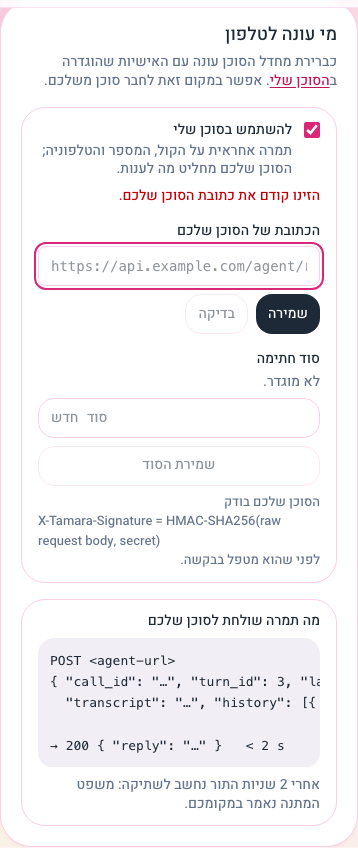 מי עונה לטלפון
כברירת מחדל הסוכן עונה עם האישיות שהוגדרה
בהסוכן שלי. אפשר במקום זאת לחבר סוכן משלכם.
להשתמש בסוכן שלי
תמרה אחראית על הקול, המספר והטלפוניה;
הסוכן שלכם מחליט מה לענות.
הזינו קודם את כתובת הסוכן שלכם.
הכתובת של הסוכן שלכם
https://api.example.com/agent/
שמירה
בדיקה
סוד חתימה
לא מוגדר.
סוד חדש
שמירת הסוד
הסוכן שלכם בודק
X-Tamara-Signature = HMAC-SHA256(raw
request body, secret)
לפני שהוא מטפל בבקשה.
מה תמרה שולחת לסוכן שלכם
POST <agent-url>
{ "call_id": "…", "turn_id": 3, "la
"transcript": "…", "history": [{
→ 200 { "reply": "…" } < 2 s
אחרי 2 שניות התור נחשב לשתיקה: משפט
המתנה נאמר במקומכם.